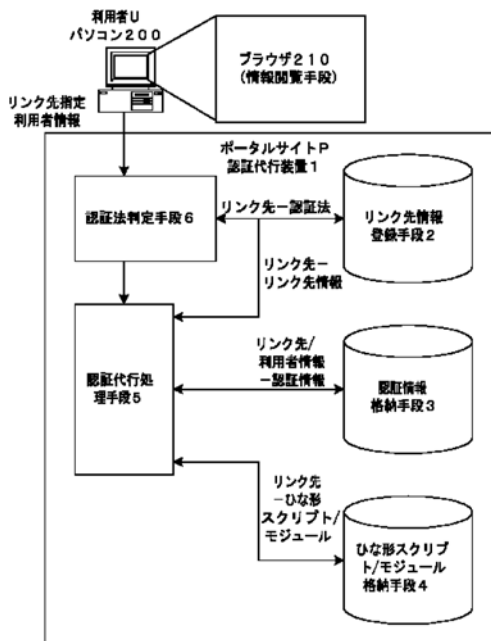 利用者U
パソコン200
ブラウザ210
(情報閲覧手段)
リンク先指定
利用者情報
ポータルサイトP
認証代行装置1
認証法判定手段6
リンク先-認証法
リンク先情報
登録手段2
リンク先-
リンク先情報
認証代行処
理手段5
リンク先/
利用者情報
-認証情報
認証情報
格納手段3
リンク先
-ひな形
スクリプト/
モジュール
ひな形スクリプ
ト/モジュール
格納手段4